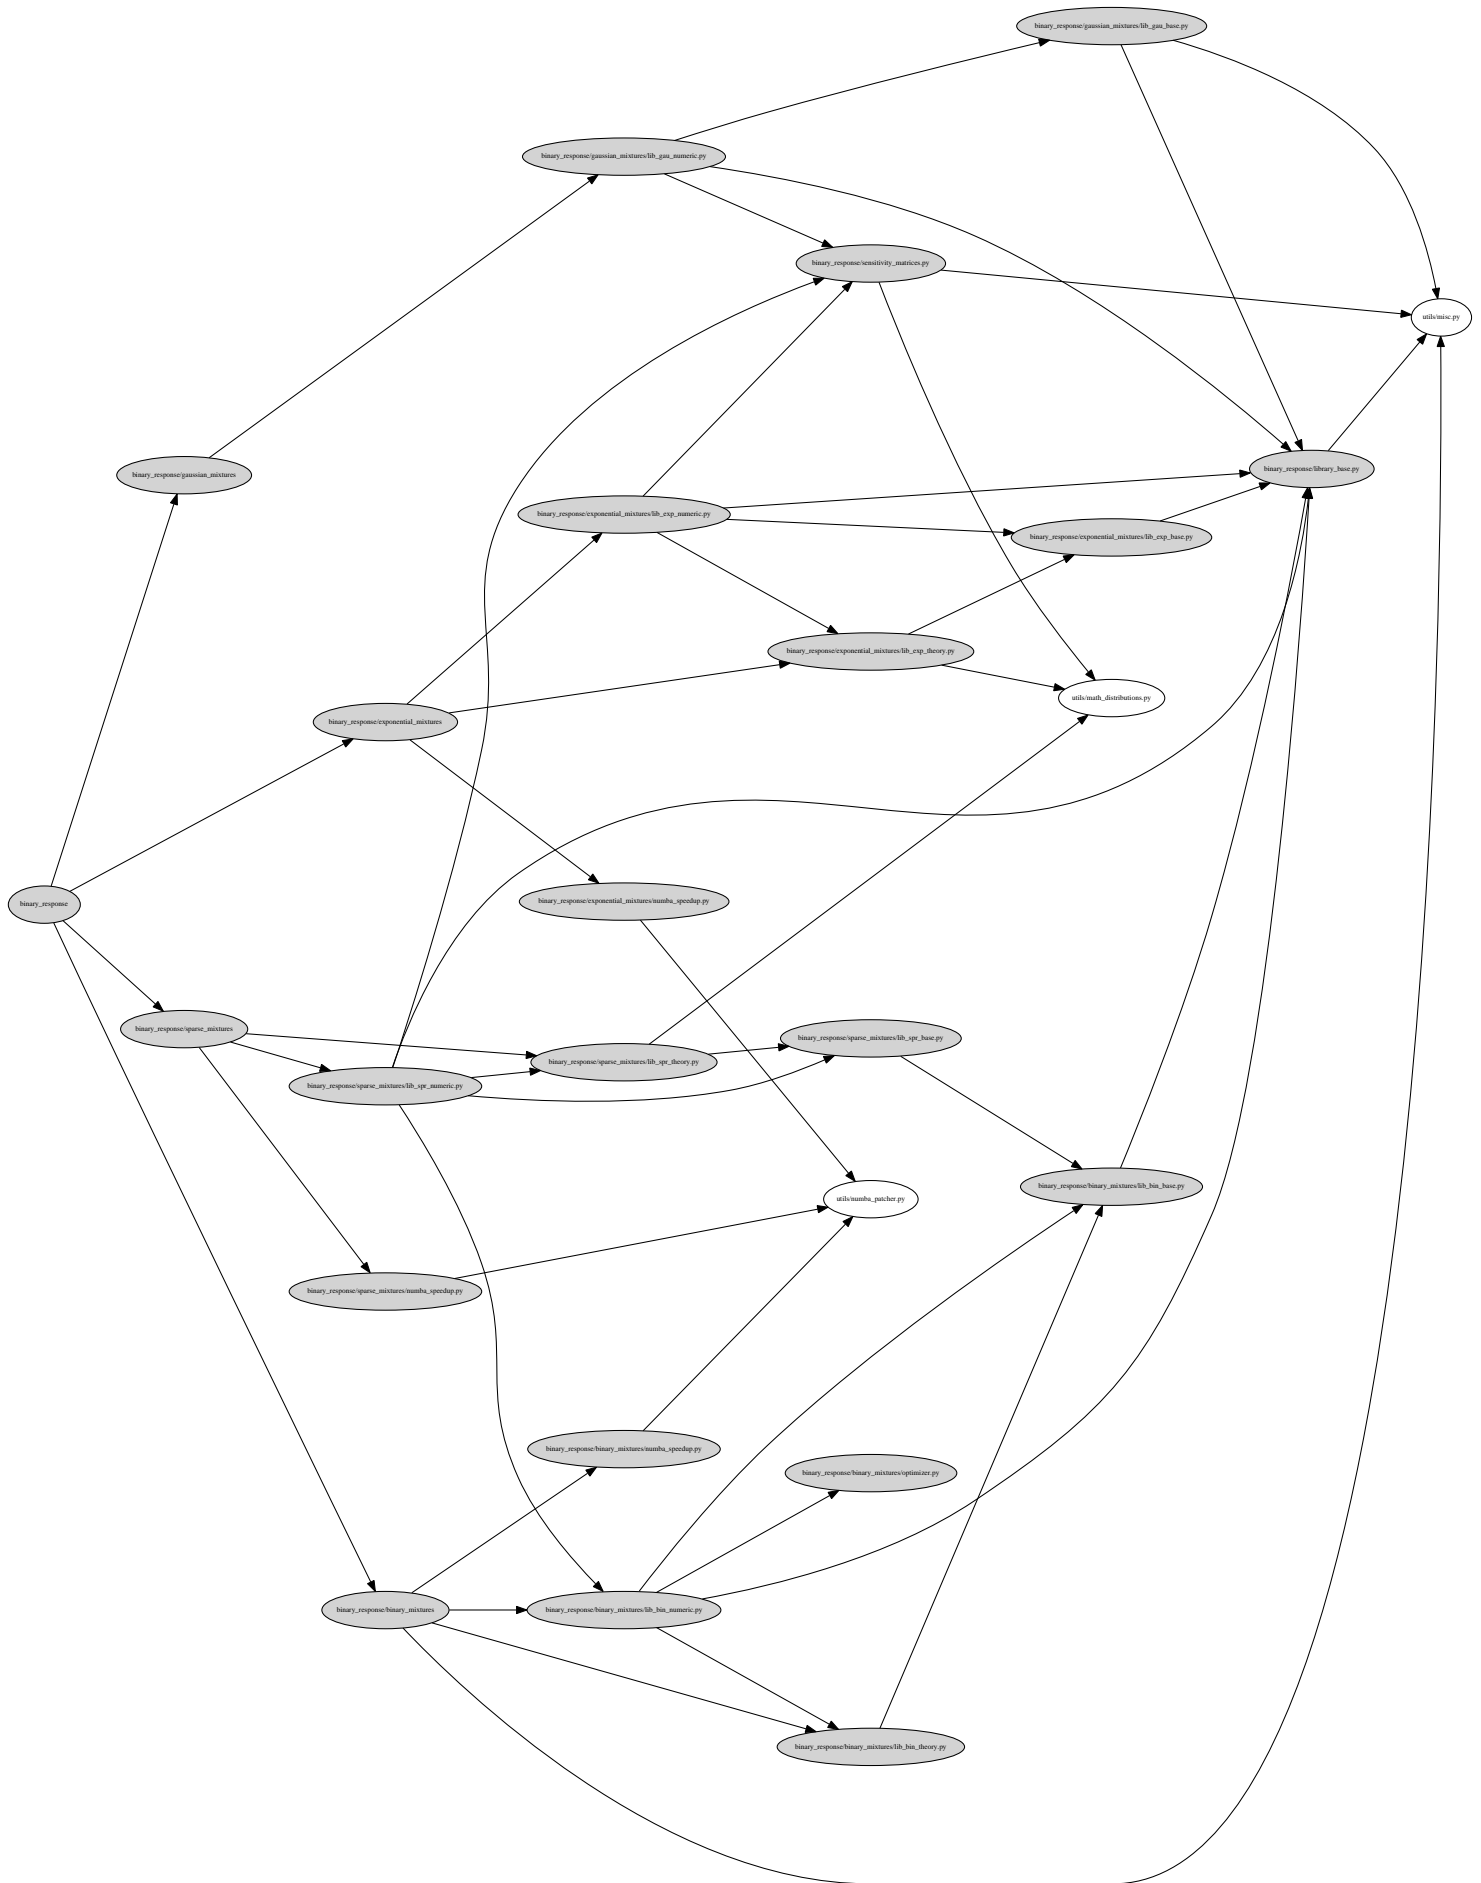 binary_response/gaussian_mixtures/lib_gau_base.py
binary_response/gaussian_mixtures/lib_gau_numeric.py
binary_response/sensitivity_matrices.py
utils/misc.py
binary_response/library_base.py
binary_response/gaussian_mixtures
binary_response/exponential_mixtures/lib_exp_numeric.py
binary_response/exponential_mixtures/lib_exp_base.py
binary_response/exponential_mixtures/lib_exp_theory.py
utils/math_distributions.py
binary_response/exponential_mixtures
binary_response/exponential_mixtures/numba_speedup.py
binary_response
binary_response/sparse_mixtures
binary_response/sparse_mixtures/lib_spr_base.py
binary_response/sparse_mixtures/lib_spr_theory.py
binary_response/sparse_mixtures/lib_spr_numeric.py
binary_response/binary_mixtures/lib_bin_base.py
utils/numba_patcher.py
binary_response/sparse_mixtures/numba_speedup.py
binary_response/binary_mixtures/numba_speedup.py
binary_response/binary_mixtures/optimizer.py
binary_response/binary_mixtures
binary_response/binary_mixtures/lib_bin_numeric.py
binary_response/binary_mixtures/lib_bin_theory.py